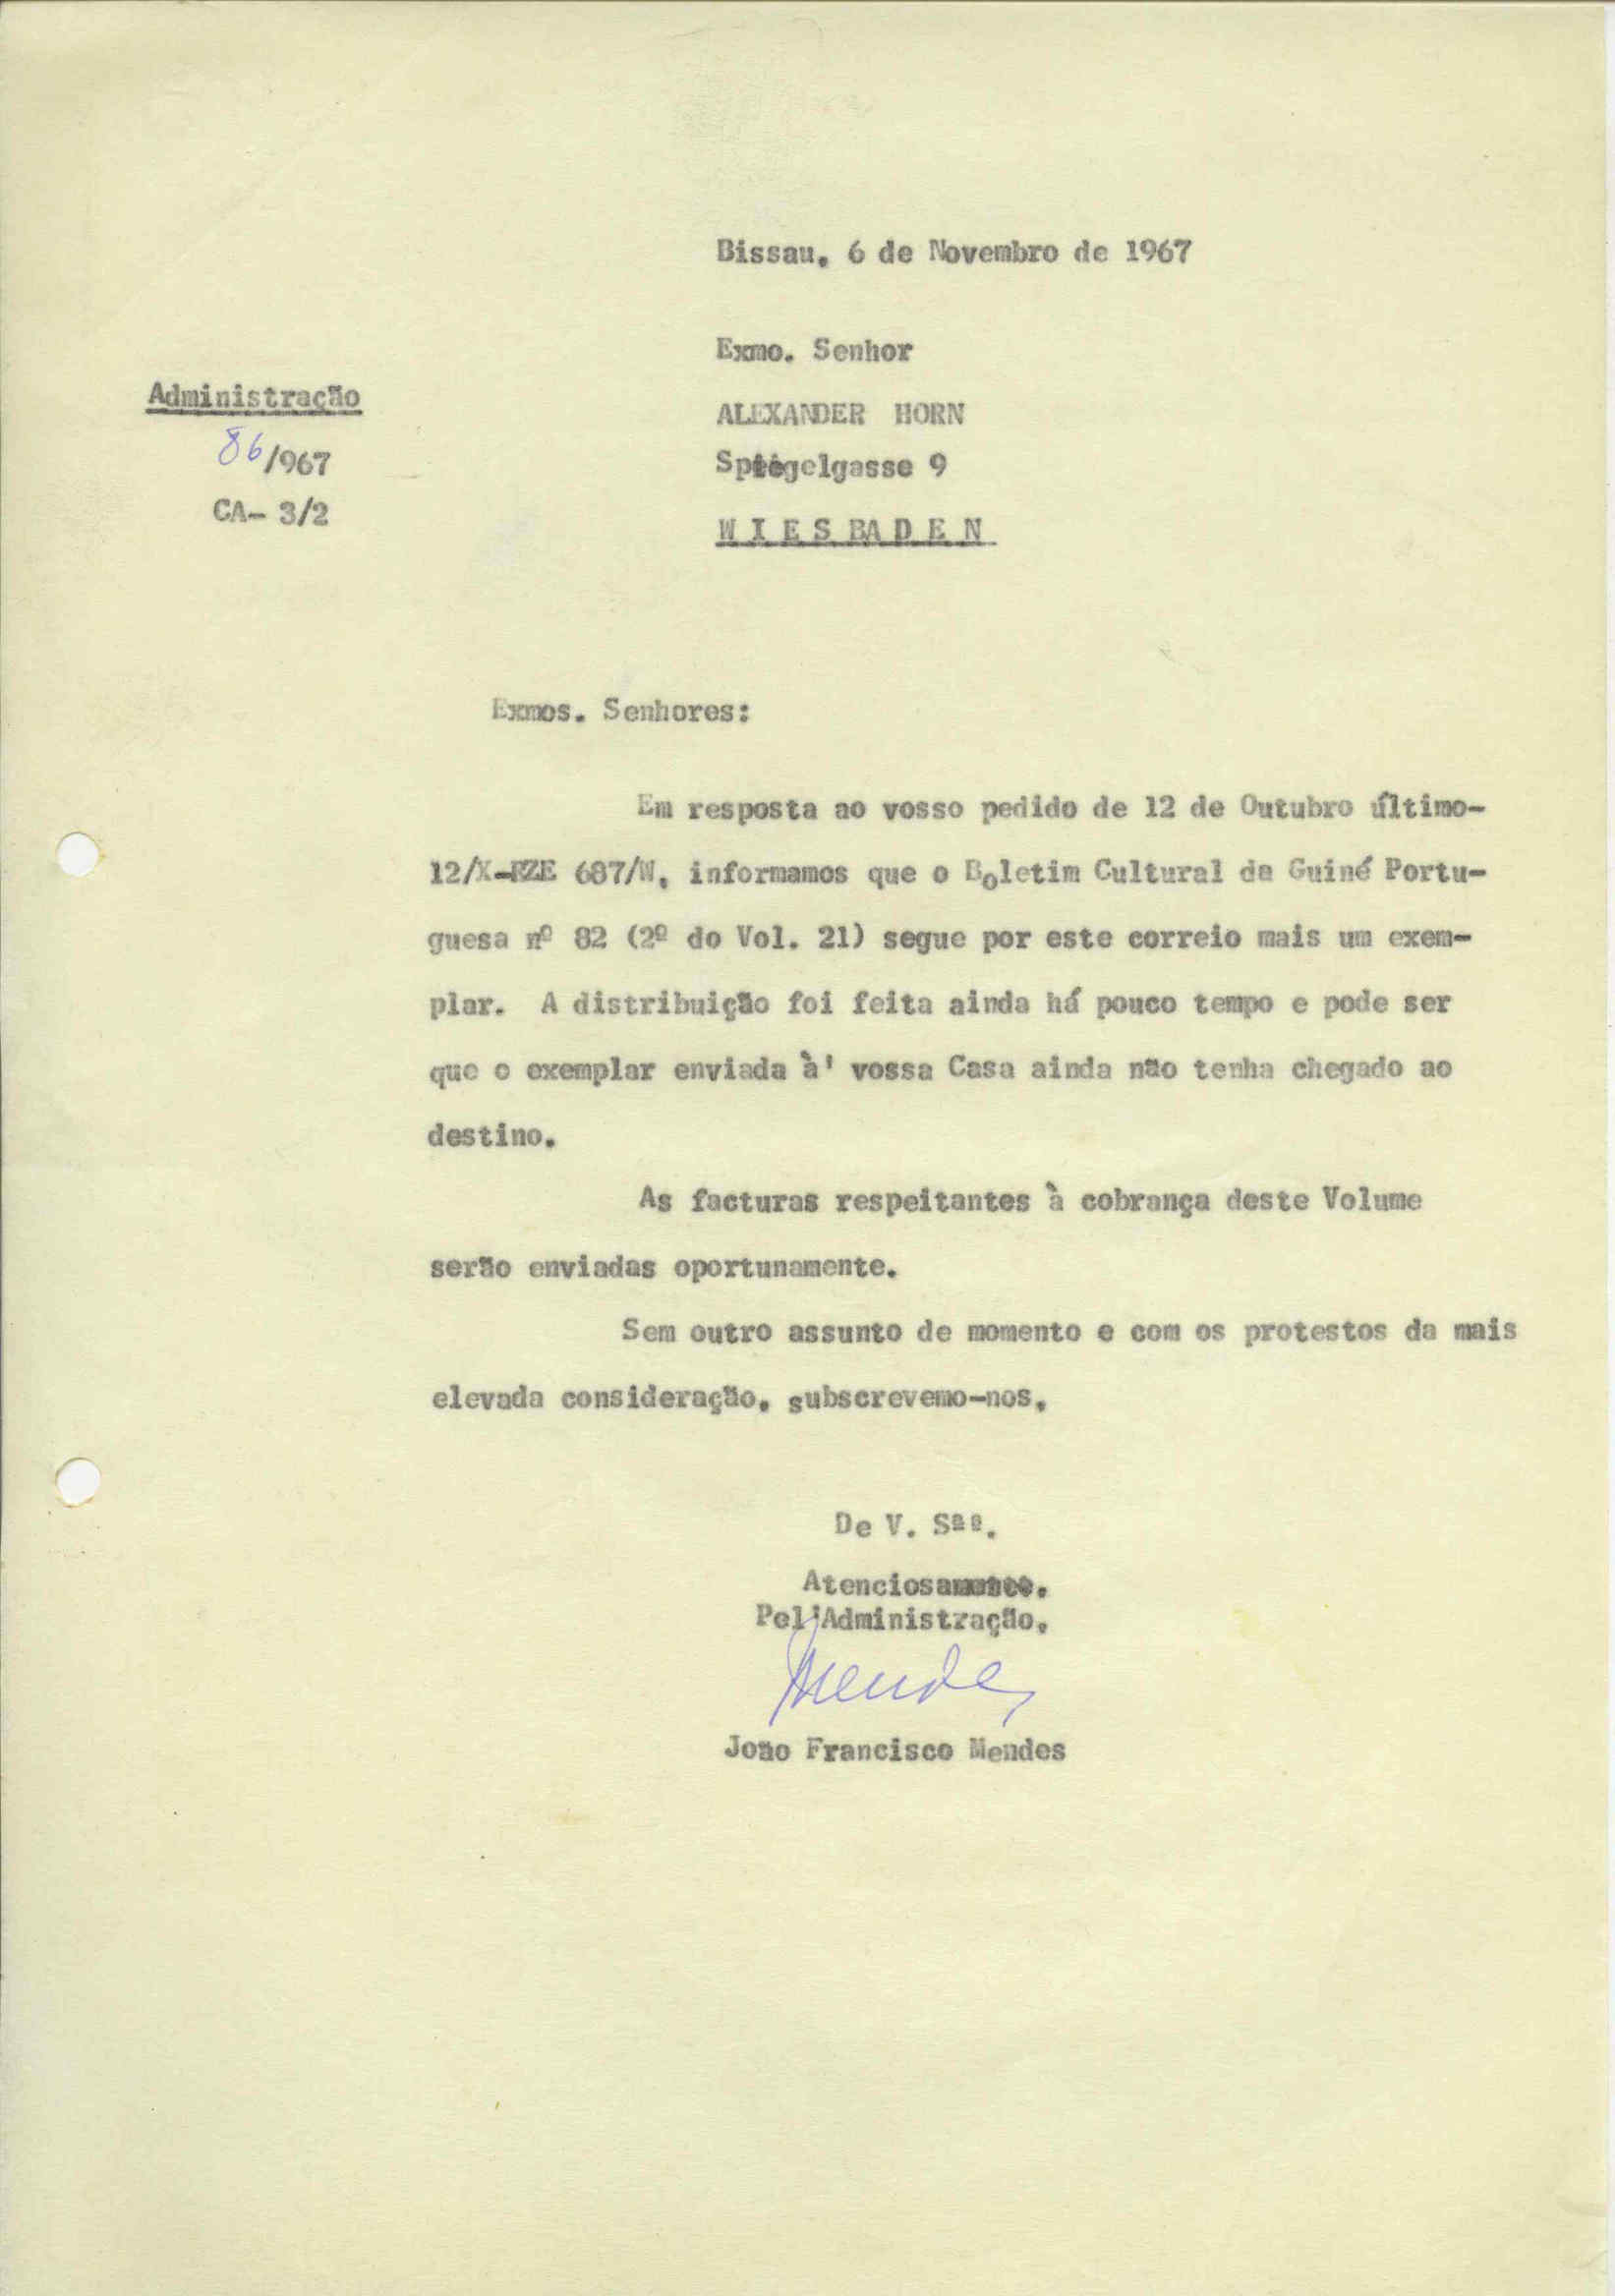 Bissau, 6 de Novembro de 1967
Exmo. Senhor
Administração
ALEXANDER HORN
86/967
Spiegelgasse 9
CA- 3/2
WIESBADEN
Exmos. Senhores:
Em resposta ao vosso pedido de 12 de Outubro último-
12/X-RZE 687/W, informamos que o Boletim Cultural da Guiné Portu-
guesa nº 82 (2º do Vol. 21) segue por este correio mais um exem-
plar. A distribuição foi feita ainda há pouco tempo e pode ser
que o exemplar enviada à' vossa Casa ainda não tenha chegado ao
destino.
As facturas respeitantes à cobrança deste Volume
serão enviadas oportunamente.
Sem outro assunto de momento e com os protestos da mais
elevada consideração, subscrevemo-nos,
De V. Sªs.
Atenciosamente,
Pel'Administração,
Mendes
João Francisco Mendes